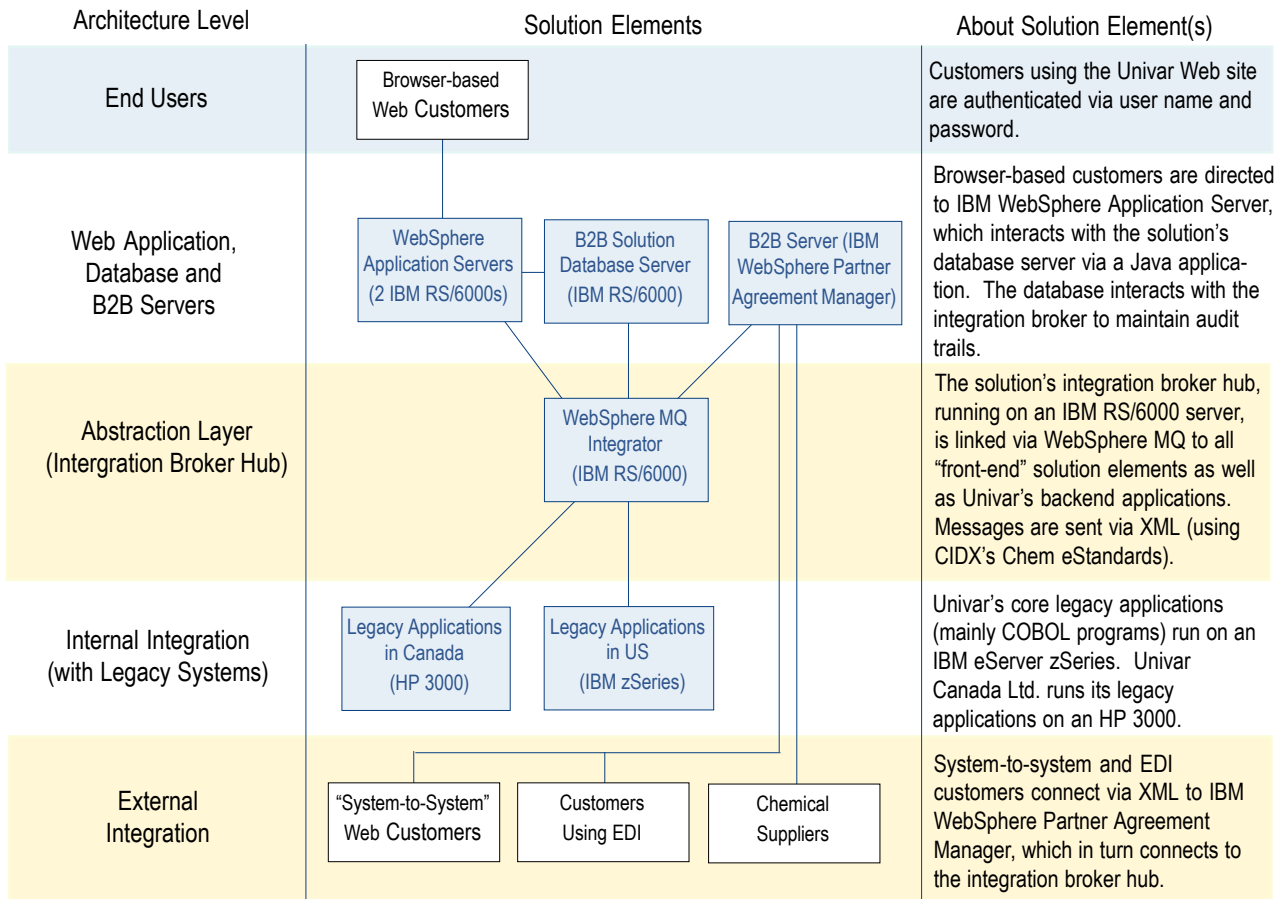 Architecture Level
Solution Elements
About Solution Element(s)
End Users
Browser-based
Web Customers
Customers using the Univar Web site
are authenticated via user name and
password.
Web Application,
Database and
B2B Servers
WebSphere
Application Servers
(2 IBM RS/6000s)
B2B Solution
Database Server
(IBM RS/6000)
B2B Server (IBM
WebSphere Partner
Agreement Manager)
Browser-based customers are directed
to IBM WebSphere Application Server,
which interacts with the solution's
database server via a Java applica-
tion. The database interacts with the
integration broker to maintain audit
trails.
Abstraction Layer
(Intergration Broker Hub)
WebSphere MQ
Integrator
(IBM RS/6000)
The solution's integration broker hub,
running on an IBM RS/6000 server,
is linked via WebSphere MQ to all
“front-end” solution elements as well
as Univar's backend applications.
Messages are sent via XML (using
CIDX's Chem eStandards).
Internal Integration
(with Legacy Systems)
Legacy Applications
in Canada
(HP 3000)
Legacy Applications
in US
(IBM zSeries)
Univar's core legacy applications
(mainly COBOL programs) run on an
IBM eServer zSeries. Univar
Canada Ltd. runs its legacy
applications on an HP 3000.
External
Integration
“System-to-System”
Web Customers
Customers
Using EDI
Chemical
Suppliers
System-to-system and EDI
customers connect via XML to IBM
WebSphere Partner Agreement
Manager, which in turn connects to
the integration broker hub.